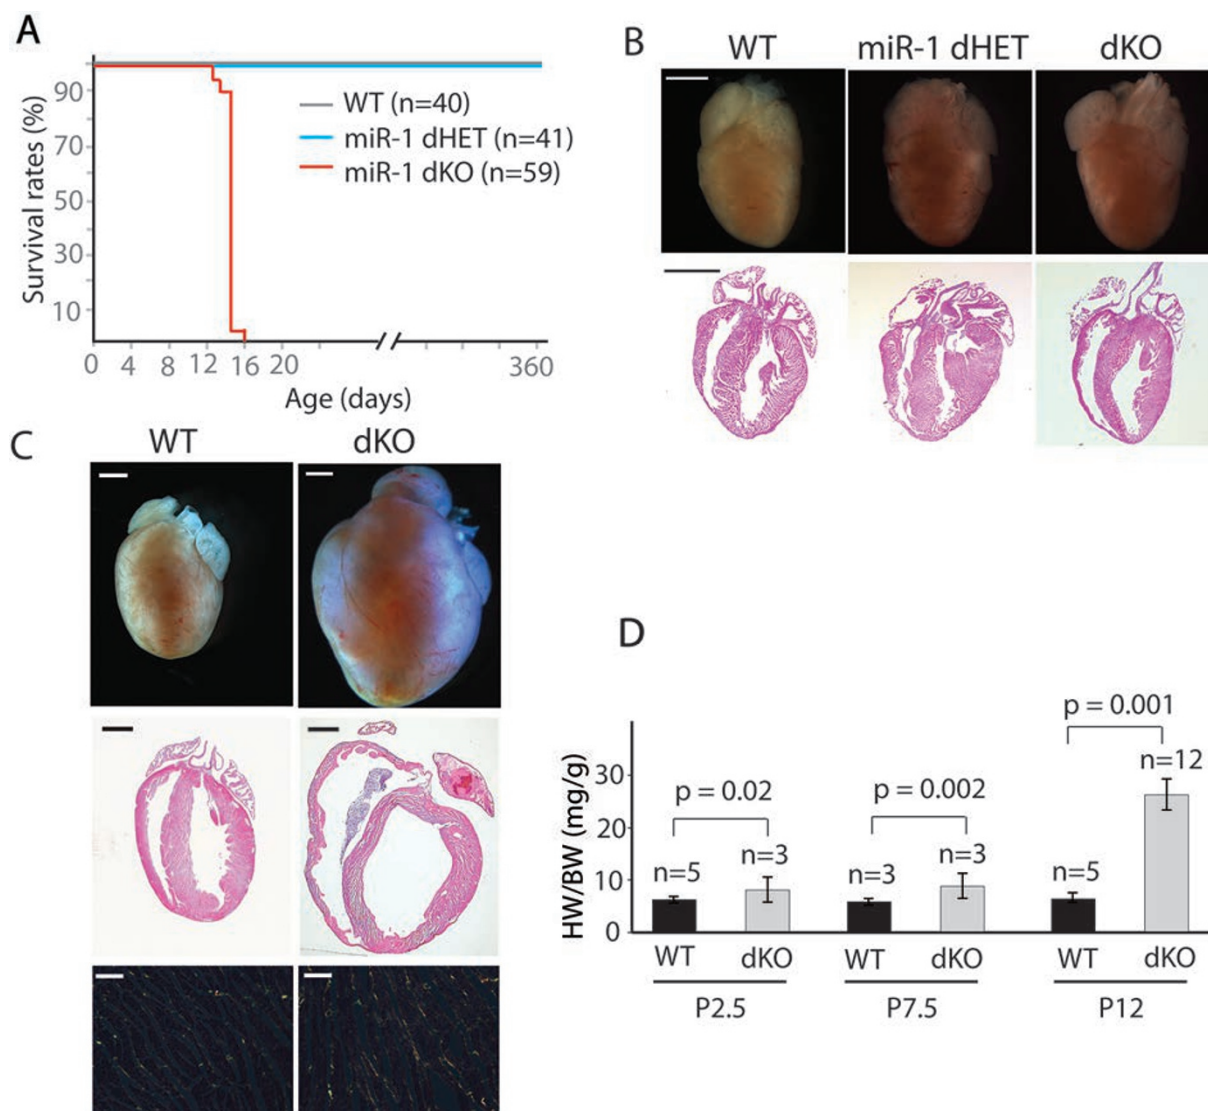 A
Survival rates (%)
90
70
50
30
10
WT (n=40)
miR-1 dHET (n=41)
miR-1 dKO (n=59)
0 4 8 12 16 20 360
Age (days)
B
WT miR-1 dHET dKO
C
WT dKO
D
HW/BW (mg/g)
30
20
10
0
p = 0.02
p = 0.002
p = 0.001
n=5 n=3 n=3 n=3 n=5 n=12
WT dKO WT dKO WT dKO
P2.5 P7.5 P12